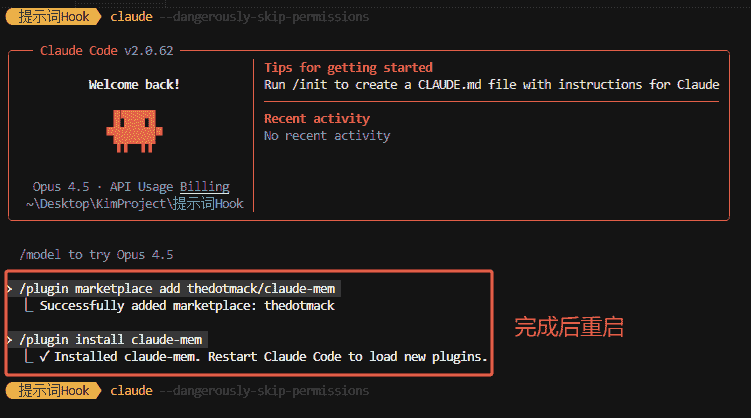 提示词Hook claude --dangerously-skip-permissions
Claude Code v2.0.62
Welcome back!
Opus 4.5 · API Usage Billing
~\Desktop\KimProject\提示词Hook
Tips for getting started
Run /init to create a CLAUDE.md file with instructions for Claude
Recent activity
No recent activity
/model to try Opus 4.5
> /plugin marketplace add thedotmack/claude-mem
⎿ Successfully added marketplace: thedotmack
> /plugin install claude-mem
⎿ ✓ Installed claude-mem. Restart Claude Code to load new plugins.
完成后重启
提示词Hook claude --dangerously-skip-permissions